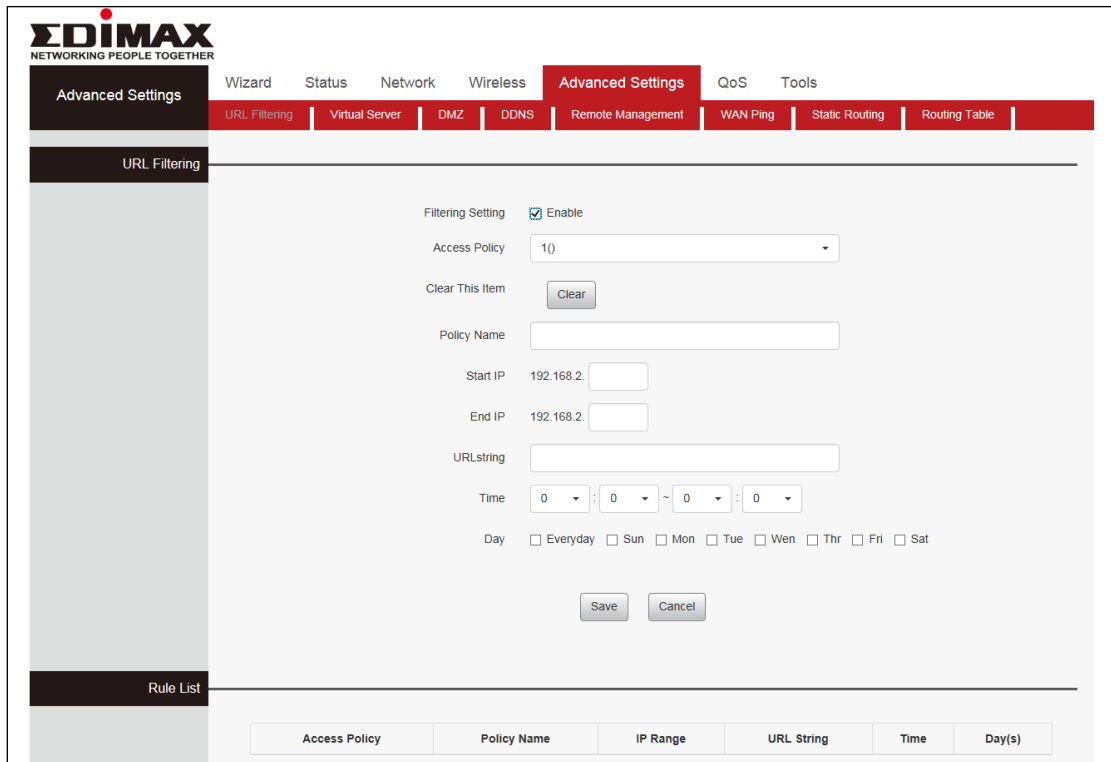 EDIMAX
NETWORKING PEOPLE TOGETHER
Advanced Settings
Wizard Status Network Wireless Advanced Settings QoS Tools
URL Filtering Virtual Server DMZ DDNS Remote Management WAN Ping Static Routing Routing Table
URL Filtering
Filtering Setting Enable
Access Policy 1()
Clear This Item Clear
Policy Name
Start IP 192.168.2.
End IP 192.168.2.
URLstring
Time 0 : 0 ~ 0 : 0
Day Everyday Sun Mon Tue Wen Thr Fri Sat
Save Cancel
Rule List
Access Policy Policy Name IP Range URL String Time Day(s)